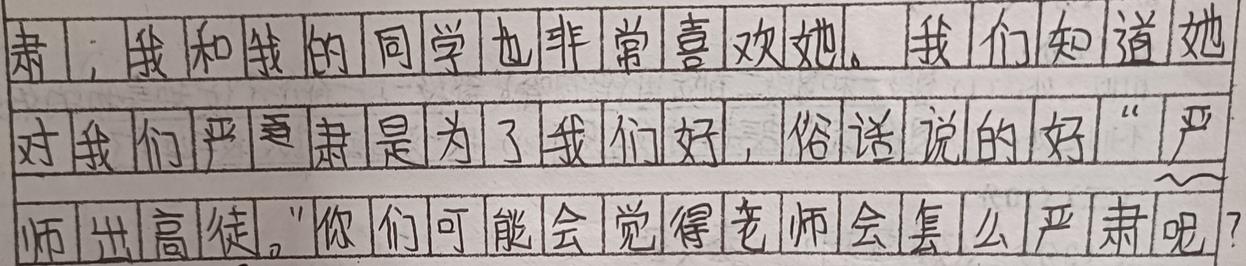 肃，我和我的同学也非常喜欢她。我们知道她
对我们严肃是为了我们好，俗话说的好“严
师出高徒。”你们可能会觉得老师会怎么严肃呢？